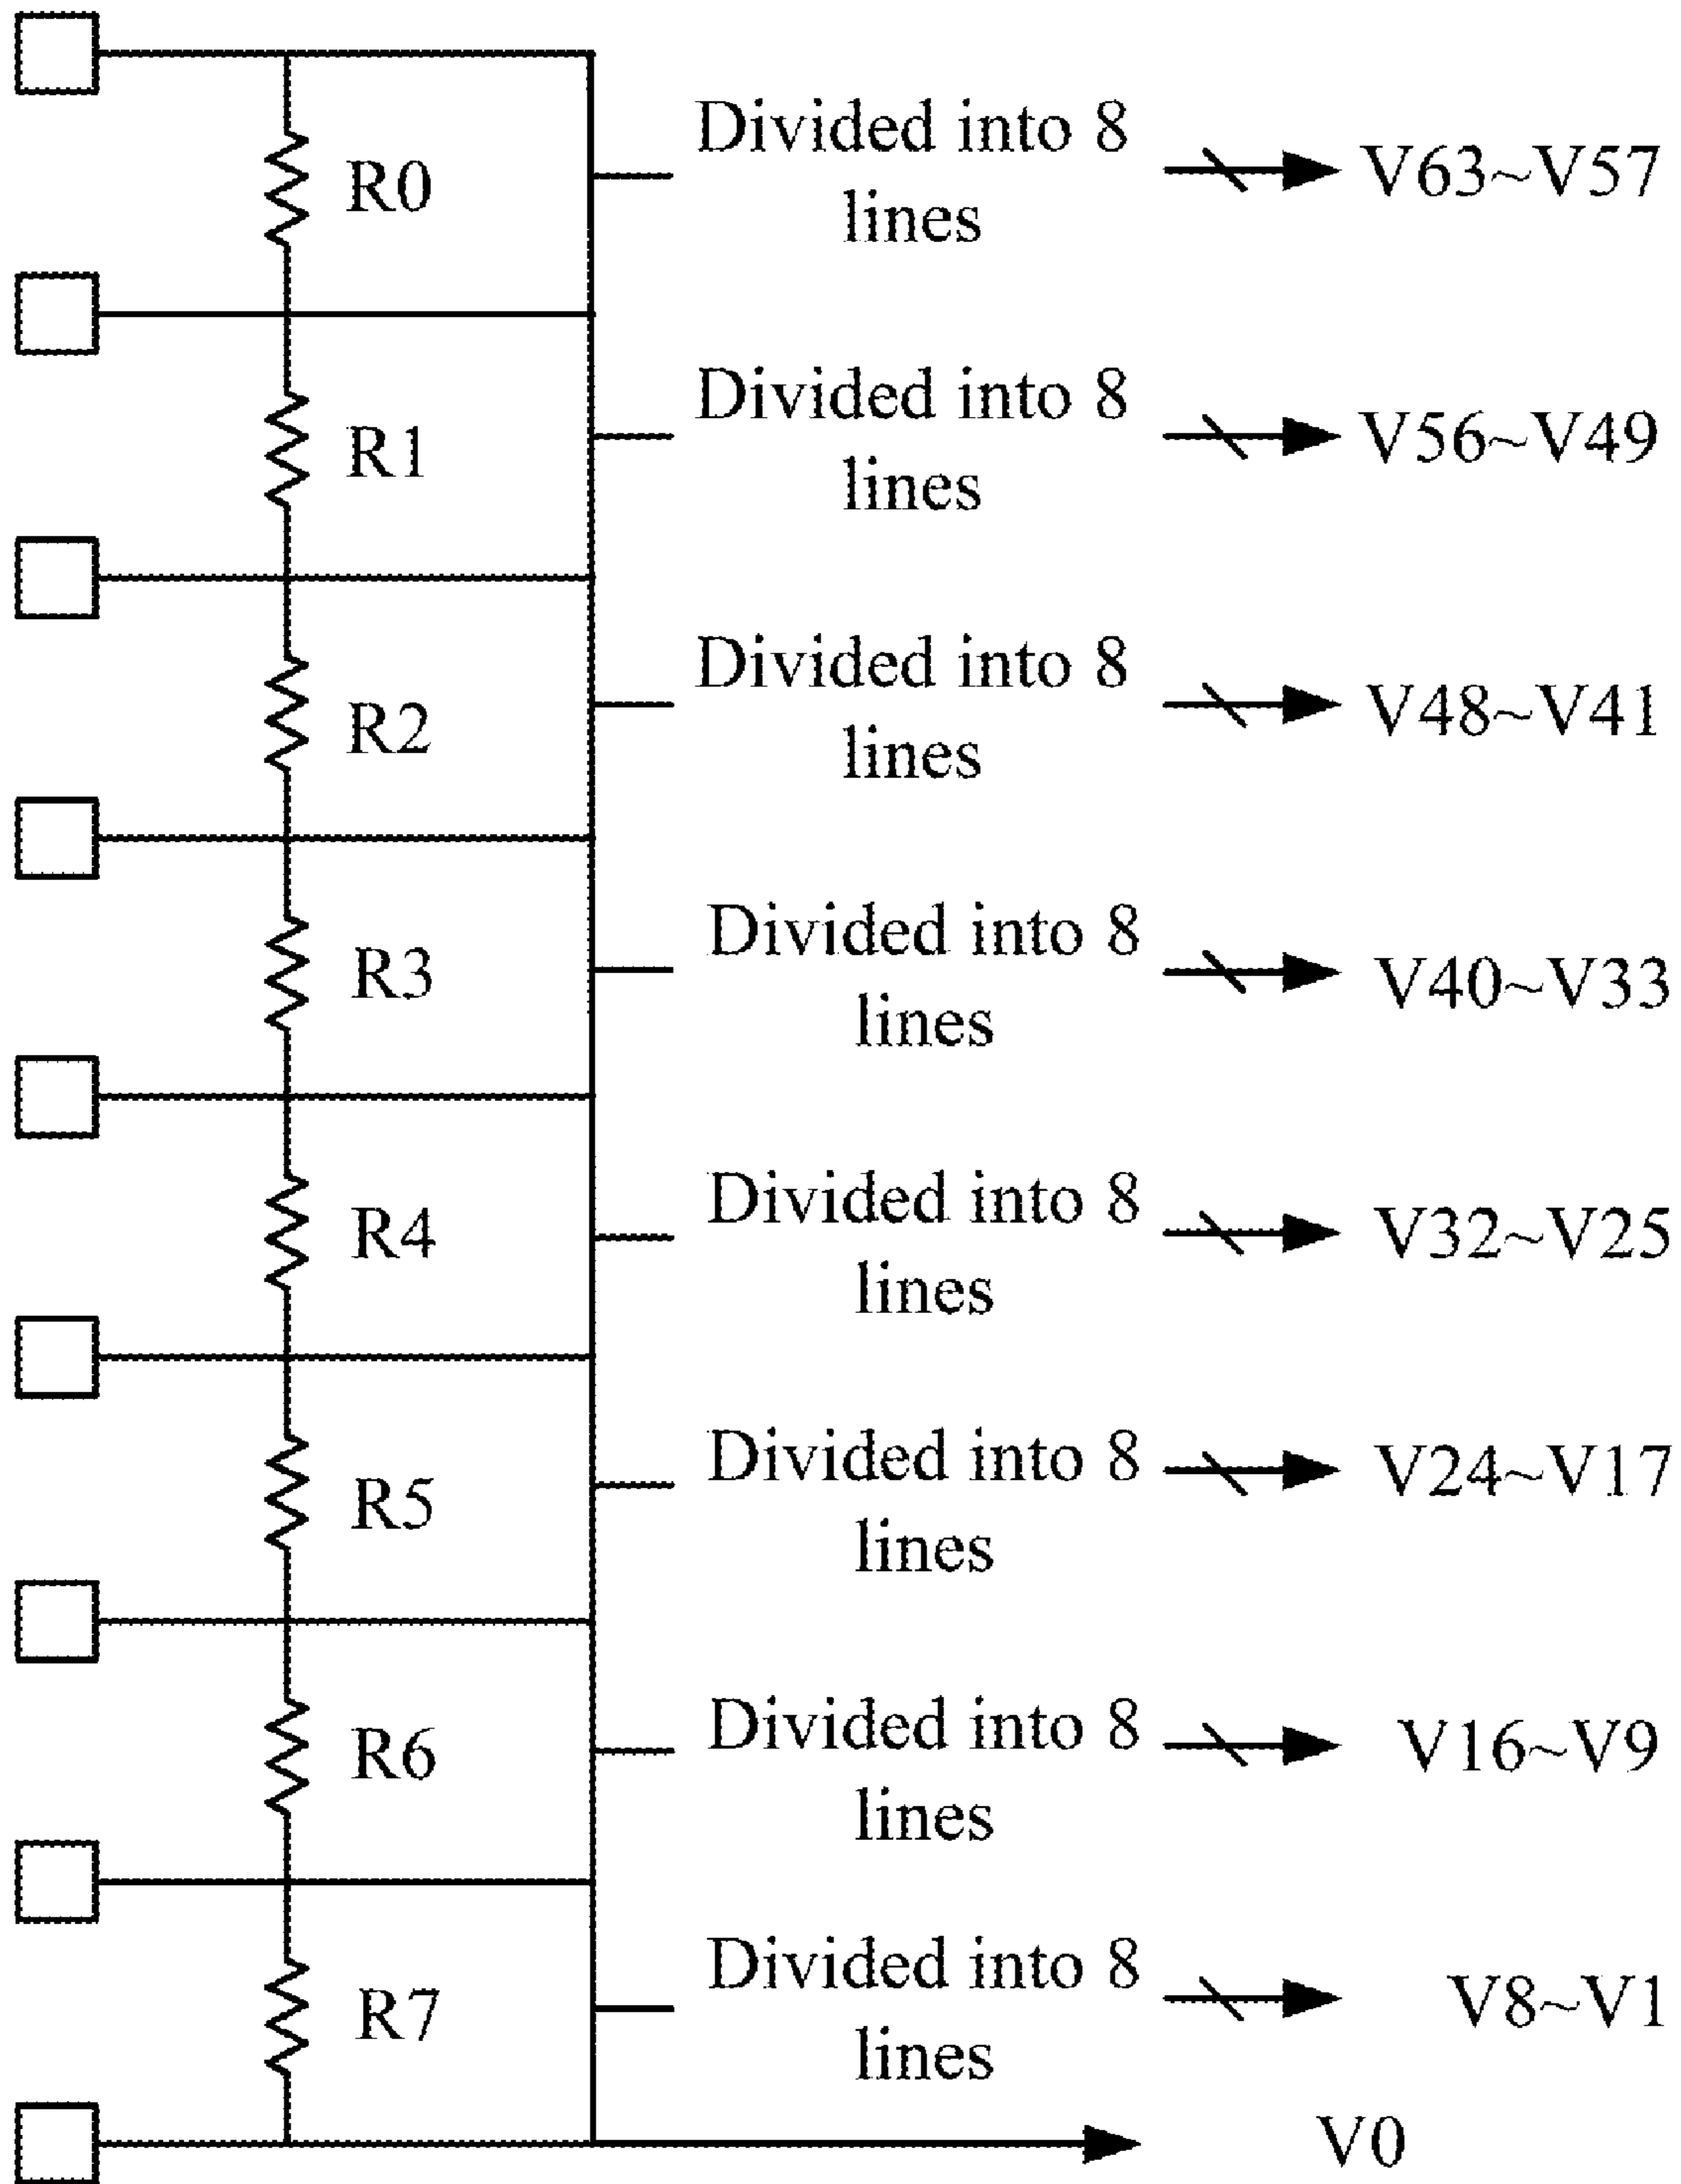 R0
Divided into 8
lines
V63~V57
R1
Divided into 8
lines
V56~V49
R2
Divided into 8
lines
V48~V41
R3
Divided into 8
lines
V40~V33
R4
Divided into 8
lines
V32~V25
R5
Divided into 8
lines
V24~V17
R6
Divided into 8
lines
V16~V9
R7
Divided into 8
lines
V8~V1
V0